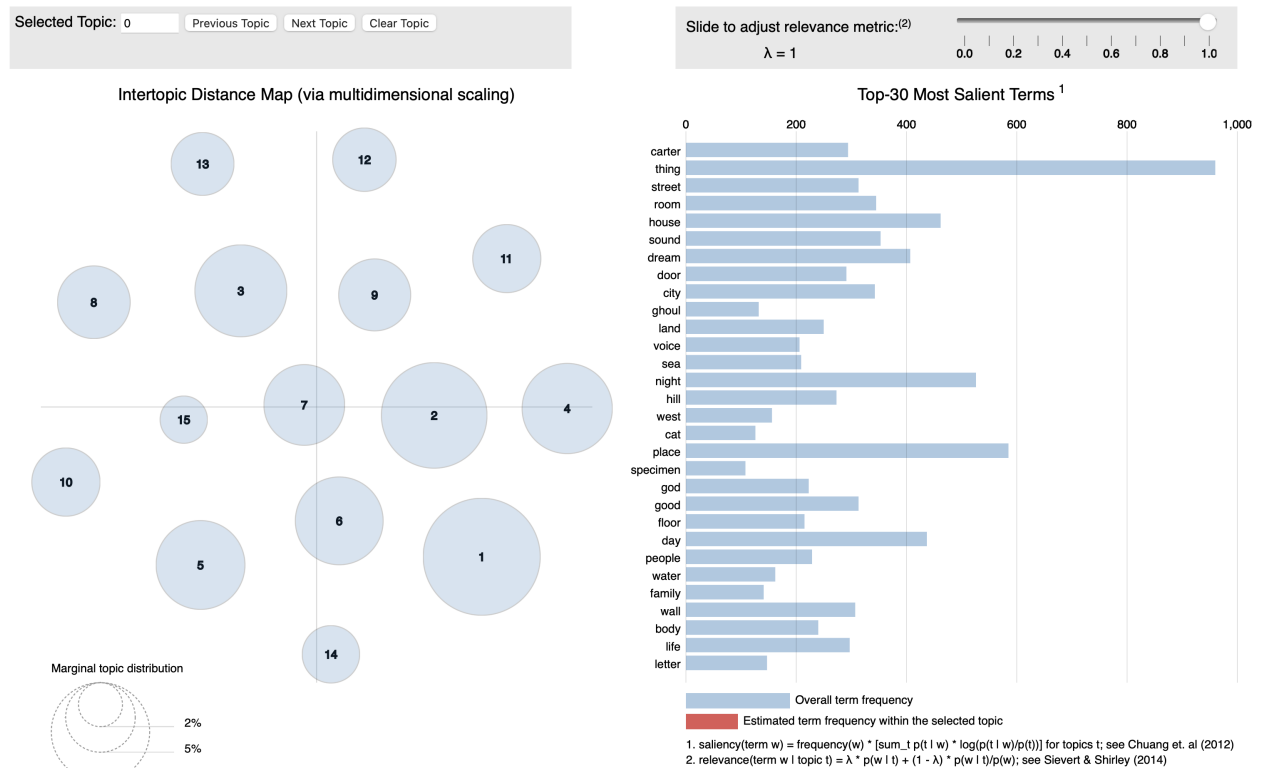 Selected Topic: 0 Previous Topic Next Topic Clear Topic
Slide to adjust relevance metric:(2)
λ = 1
0.0 0.2 0.4 0.6 0.8 1.0
Intertopic Distance Map (via multidimensional scaling)
13
12
11
3
9
8
7
4
2
15
10
6
1
5
14
Marginal topic distribution
2%
5%
Top-30 Most Salient Terms 1
0 200 400 600 800 1,000
carter
thing
street
room
house
sound
dream
door
city
ghoul
land
voice
sea
night
hill
west
cat
place
specimen
god
good
floor
day
people
water
family
wall
body
life
letter
Overall term frequency
Estimated term frequency within the selected topic
1. saliency(term w) = frequency(w) * [sum_t p(t | w) * log(p(t | w)/p(t))] for topics t; see Chuang et. al (2012)
2. relevance(term w | topic t) = λ * p(w | t) + (1 - λ) * p(w | t)/p(w); see Sievert & Shirley (2014)